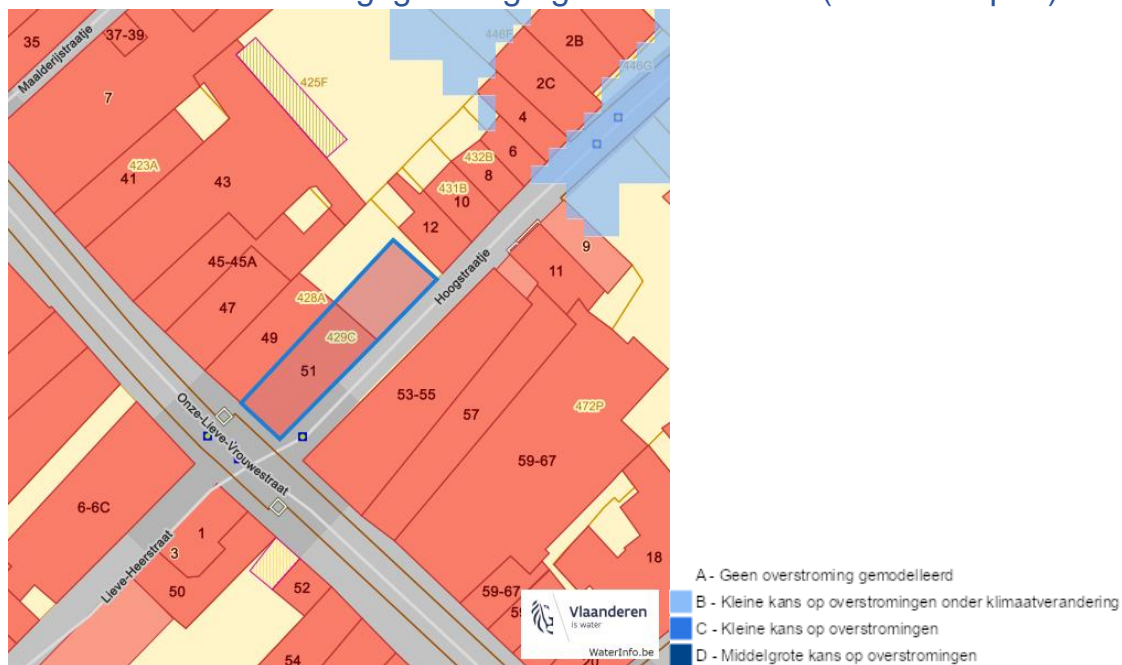 35
37-39
Maalderijstraatje
7
425F
446F
2B
446G
2C
4
6
432B
8
423A
41
43
431B
10
12
9
11
45-45A
Hoogstraatje
428A
47
49
429C
51
53-55
57
472P
Onze-Lieve-Vrouwestraat
59-67
6-6C
1
3
Lieve-Heerstraat
50
52
18
59-67
54
Vlaanderen
is water
WaterInfo.be
A - Geen overstroming gemodelleerd
B - Kleine kans op overstromingen onder klimaatverandering
C - Kleine kans op overstromingen
D - Middelgrote kans op overstromingen